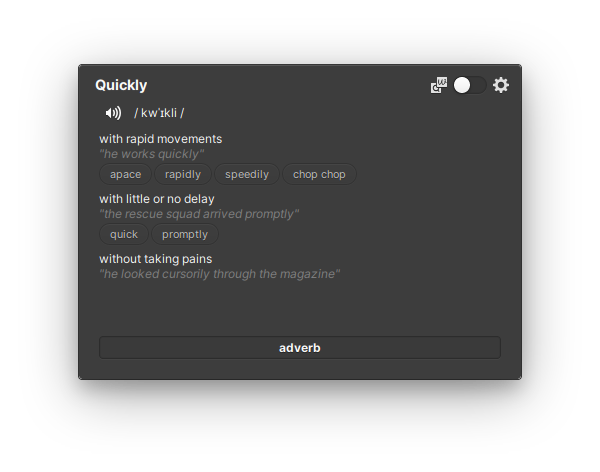 Quickly
/ kwˈɪkli /
with rapid movements
"he works quickly"
apace rapidly speedily chop chop
with little or no delay
"the rescue squad arrived promptly"
quick promptly
without taking pains
"he looked cursorily through the magazine"
adverb